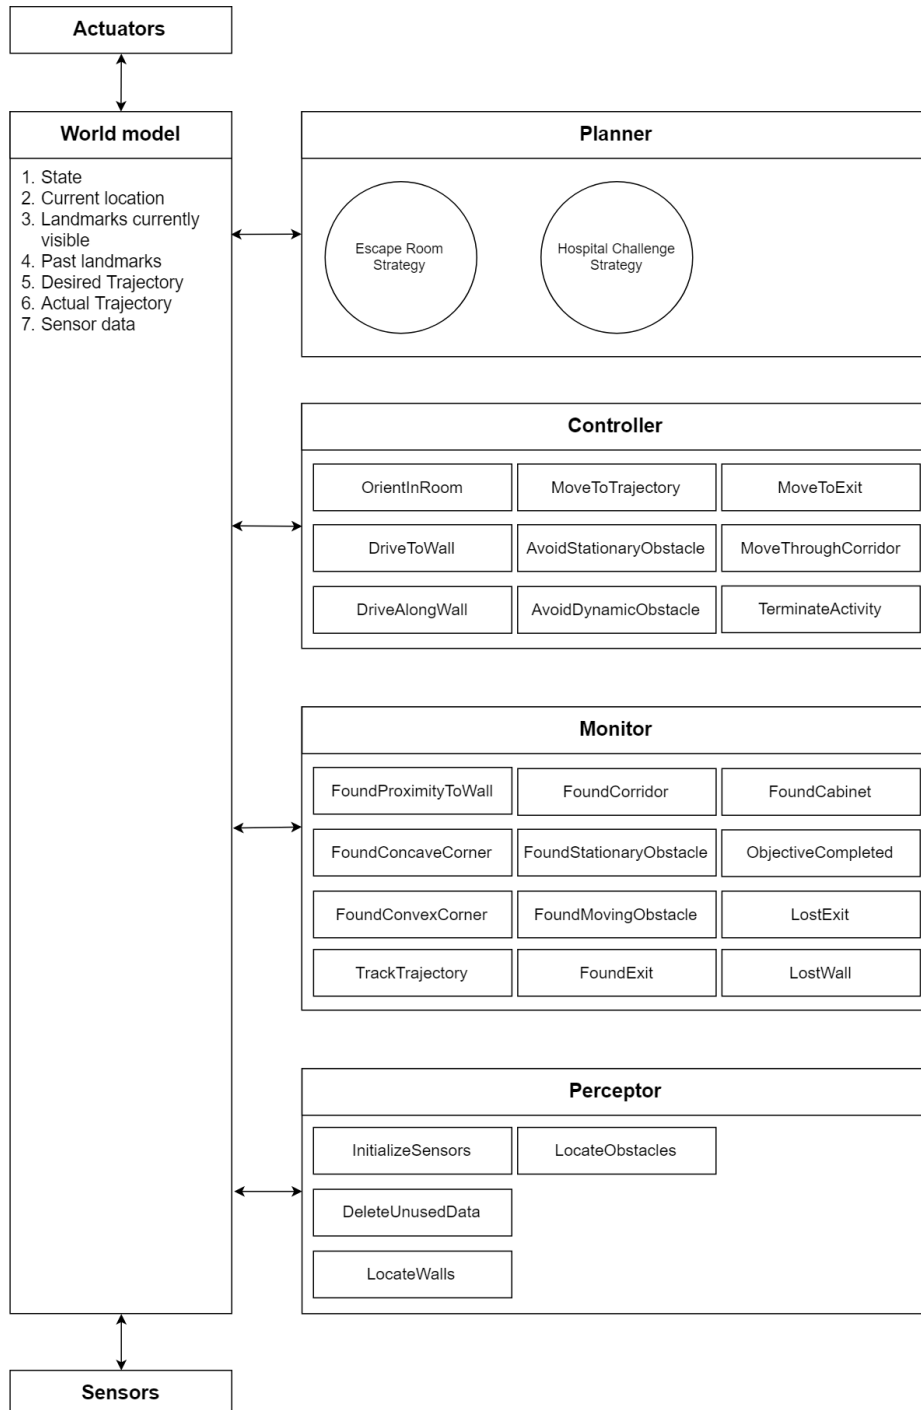 Actuators
World model
1. State
2. Current location
3. Landmarks currently
visible
4. Past landmarks
5. Desired Trajectory
6. Actual Trajectory
7. Sensor data
Planner
Escape Room
Strategy
Hospital Challenge
Strategy
Controller
OrientInRoom
MoveToTrajectory
MoveToExit
DriveToWall
AvoidStationaryObstacle
MoveThroughCorridor
DriveAlongWall
AvoidDynamicObstacle
TerminateActivity
Monitor
FoundProximityToWall
FoundCorridor
FoundCabinet
FoundConcaveCorner
FoundStationaryObstacle
ObjectiveCompleted
FoundConvexCorner
FoundMovingObstacle
LostExit
TrackTrajectory
FoundExit
LostWall
Perceptor
InitializeSensors
LocateObstacles
DeleteUnusedData
LocateWalls
Sensors